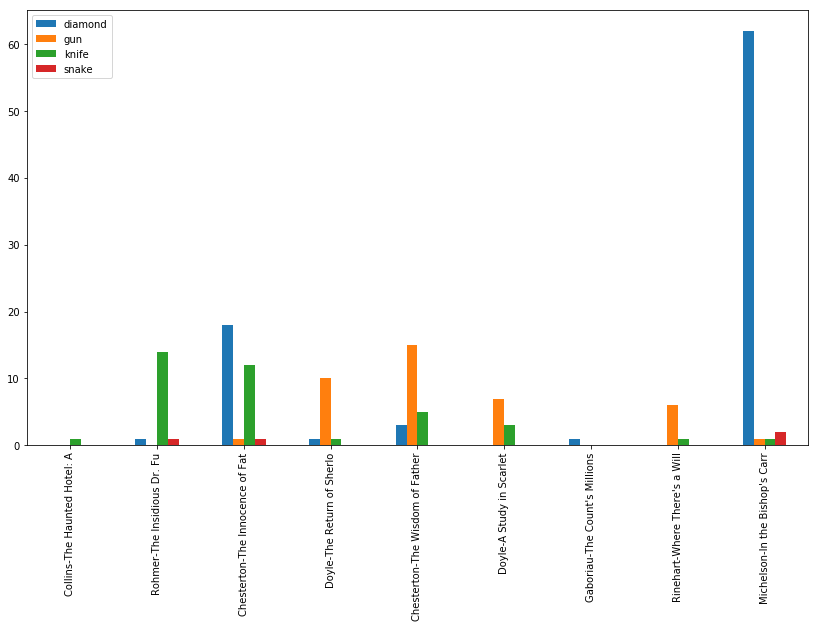 diamond
gun
knife
snake
60
50
40
30
20
10
0
Collins-The Haunted Hotel: A
Rohmer-The Insidious Dr. Fu
Chesterton-The Innocence of Fat
Doyle-The Return of Sherlo
Chesterton-The Wisdom of Father
Doyle-A Study in Scarlet
Gaboriau-The Count's Millions
Rinehart-Where There's a Will
Michelson-In the Bishop's Carr